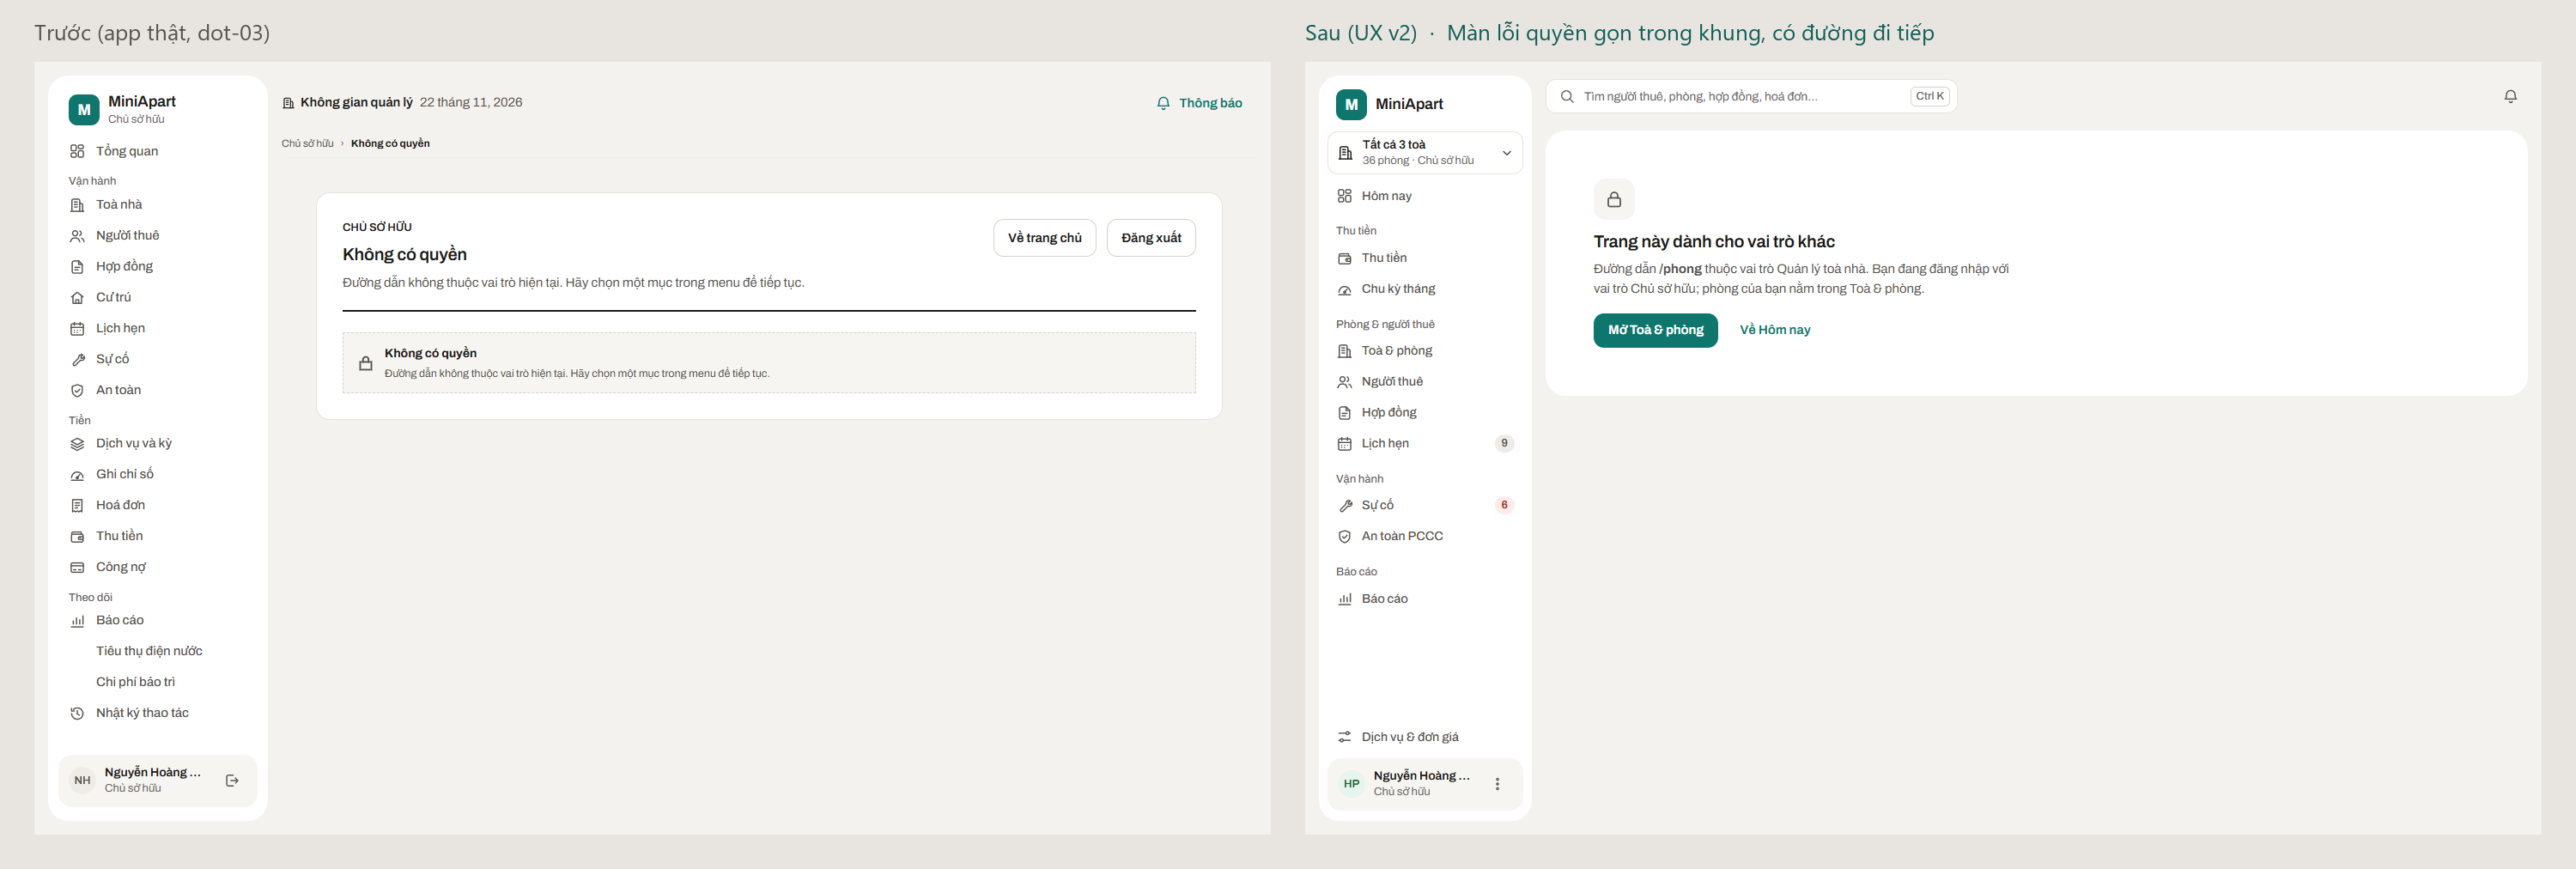 Trước (app thật, dot-03)
M
MiniApart
Chủ sở hữu
Tổng quan
Vận hành
Toà nhà
Người thuê
Hợp đồng
Cư trú
Lịch hẹn
Sự cố
An toàn
Tiền
Dịch vụ và kỳ
Ghi chỉ số
Hoá đơn
Thu tiền
Công nợ
Theo dõi
Báo cáo
Tiêu thụ điện nước
Chi phí bảo trì
Nhật ký thao tác
NH
Nguyễn Hoàng ...
Chủ sở hữu
Không gian quản lý 22 tháng 11, 2026
Thông báo
Chủ sở hữu › Không có quyền
CHỦ SỞ HỮU
Không có quyền
Đường dẫn không thuộc vai trò hiện tại. Hãy chọn một mục trong menu để tiếp tục.
Về trang chủ
Đăng xuất
Không có quyền
Đường dẫn không thuộc vai trò hiện tại. Hãy chọn một mục trong menu để tiếp tục.
Sau (UX v2) · Màn lỗi quyền gọn trong khung, có đường đi tiếp
M
MiniApart
Tất cả 3 toà
36 phòng · Chủ sở hữu
Hôm nay
Thu tiền
Thu tiền
Chu kỳ tháng
Phòng & người thuê
Toà & phòng
Người thuê
Hợp đồng
Lịch hẹn 9
Vận hành
Sự cố 6
An toàn PCCC
Báo cáo
Báo cáo
Dịch vụ & đơn giá
HP
Nguyễn Hoàng ...
Chủ sở hữu
Tìm người thuê, phòng, hợp đồng, hoá đơn... Ctrl K
Trang này dành cho vai trò khác
Đường dẫn /phong thuộc vai trò Quản lý toà nhà. Bạn đang đăng nhập với
vai trò Chủ sở hữu; phòng của bạn nằm trong Toà & phòng.
Mở Toà & phòng
Về Hôm nay